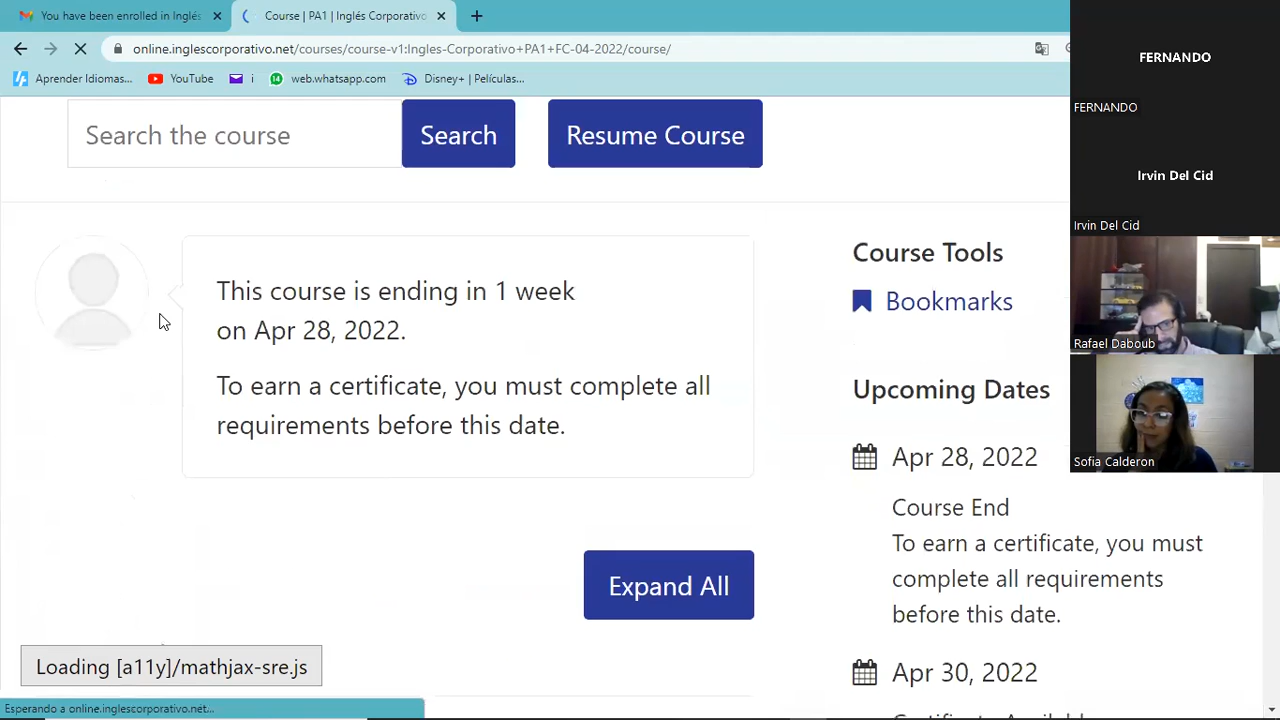 You have been enrolled in Inglés
Course | PA1 | Inglés Corporativo
online.inglescorporativo.net/courses/course-v1:Ingles-Corporativo+PA1+FC-04-2022/course/
Aprender Idiomas...
YouTube
i
web.whatsapp.com
Disney+ | Películas,...
Search the course
Search
Resume Course
This course is ending in 1 week
on Apr 28, 2022.
To earn a certificate, you must complete all
requirements before this date.
Expand All
Course Tools
Bookmarks
Upcoming Dates
Apr 28, 2022
Course End
To earn a certificate, you must
complete all requirements
before this date.
Apr 30, 2022
Loading [a11y]/mathjax-sre.js
Esperando a online.inglescorporativo.net...
FERNANDO
FERNANDO
Irvin Del Cid
Irvin Del Cid
Rafael Daboub
Sofia Calderon